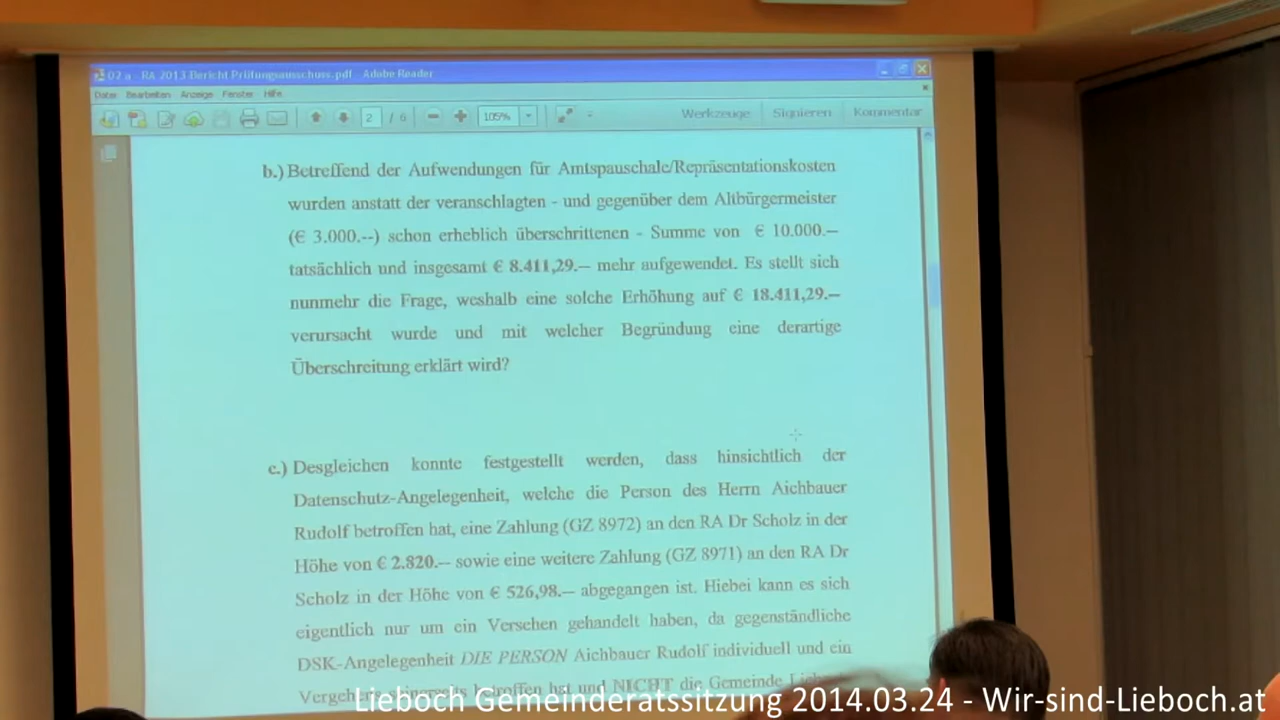 02 a - RA 2013 Bericht Prüfungsausschuss.pdf - Adobe Reader
Datei Bearbeiten Anzeige Fenster Hilfe
2 / 6 105% Werkzeuge Signieren Kommentar
b.) Betreffend der Aufwendungen für Amtspauschale/Repräsentationskosten
wurden anstatt der veranschlagten - und gegenüber dem Altbürgermeister
(€ 3.000.--) schon erheblich überschrittenen - Summe von € 10.000.--
tatsächlich und insgesamt € 8.411,29.-- mehr aufgewendet. Es stellt sich
nunmehr die Frage, weshalb eine solche Erhöhung auf € 18.411,29.--
verursacht wurde und mit welcher Begründung eine derartige
Überschreitung erklärt wird?
c.) Desgleichen konnte festgestellt werden, dass hinsichtlich der
Datenschutz-Angelegenheit, welche die Person des Herrn Aichbauer
Rudolf betroffen hat, eine Zahlung (GZ 8972) an den RA Dr Scholz in der
Höhe von € 2.820.-- sowie eine weitere Zahlung (GZ 8971) an den RA Dr
Scholz in der Höhe von € 526,98.-- abgegangen ist. Hiebei kann es sich
eigentlich nur um ein Versehen gehandelt haben, da gegenständliche
DSK-Angelegenheit DIE PERSON Aichbauer Rudolf individuell und ein
betroffen hat und NICHT die Gemeinde
Lieboch Gemeinderatssitzung 2014.03.24 - Wir-sind-Lieboch.at